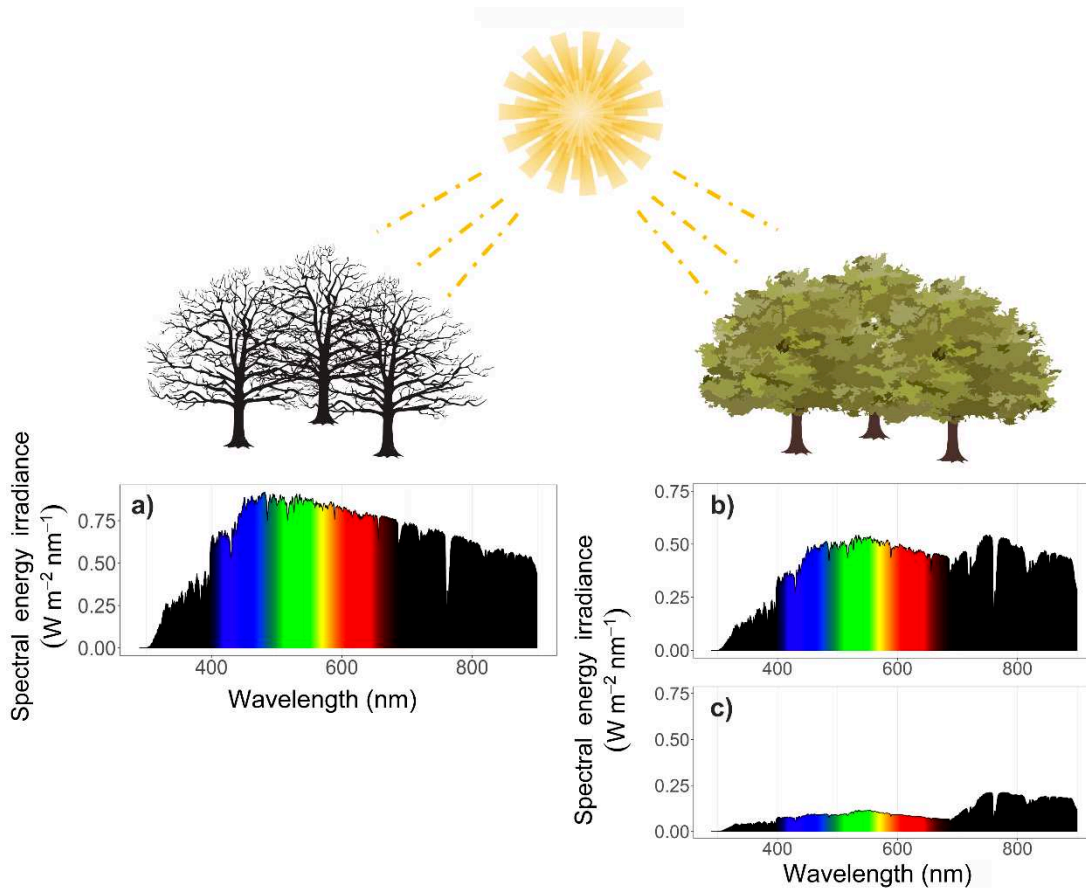 a)
0.75
0.50
0.25
0.00
400
600
800
Wavelength (nm)
Spectral energy irradiance
(W m⁻² nm⁻¹)
b)
0.75
0.50
0.25
0.00
400
600
800
c)
0.75
0.50
0.25
0.00
400
600
800
Wavelength (nm)
Spectral energy irradiance
(W m⁻² nm⁻¹)